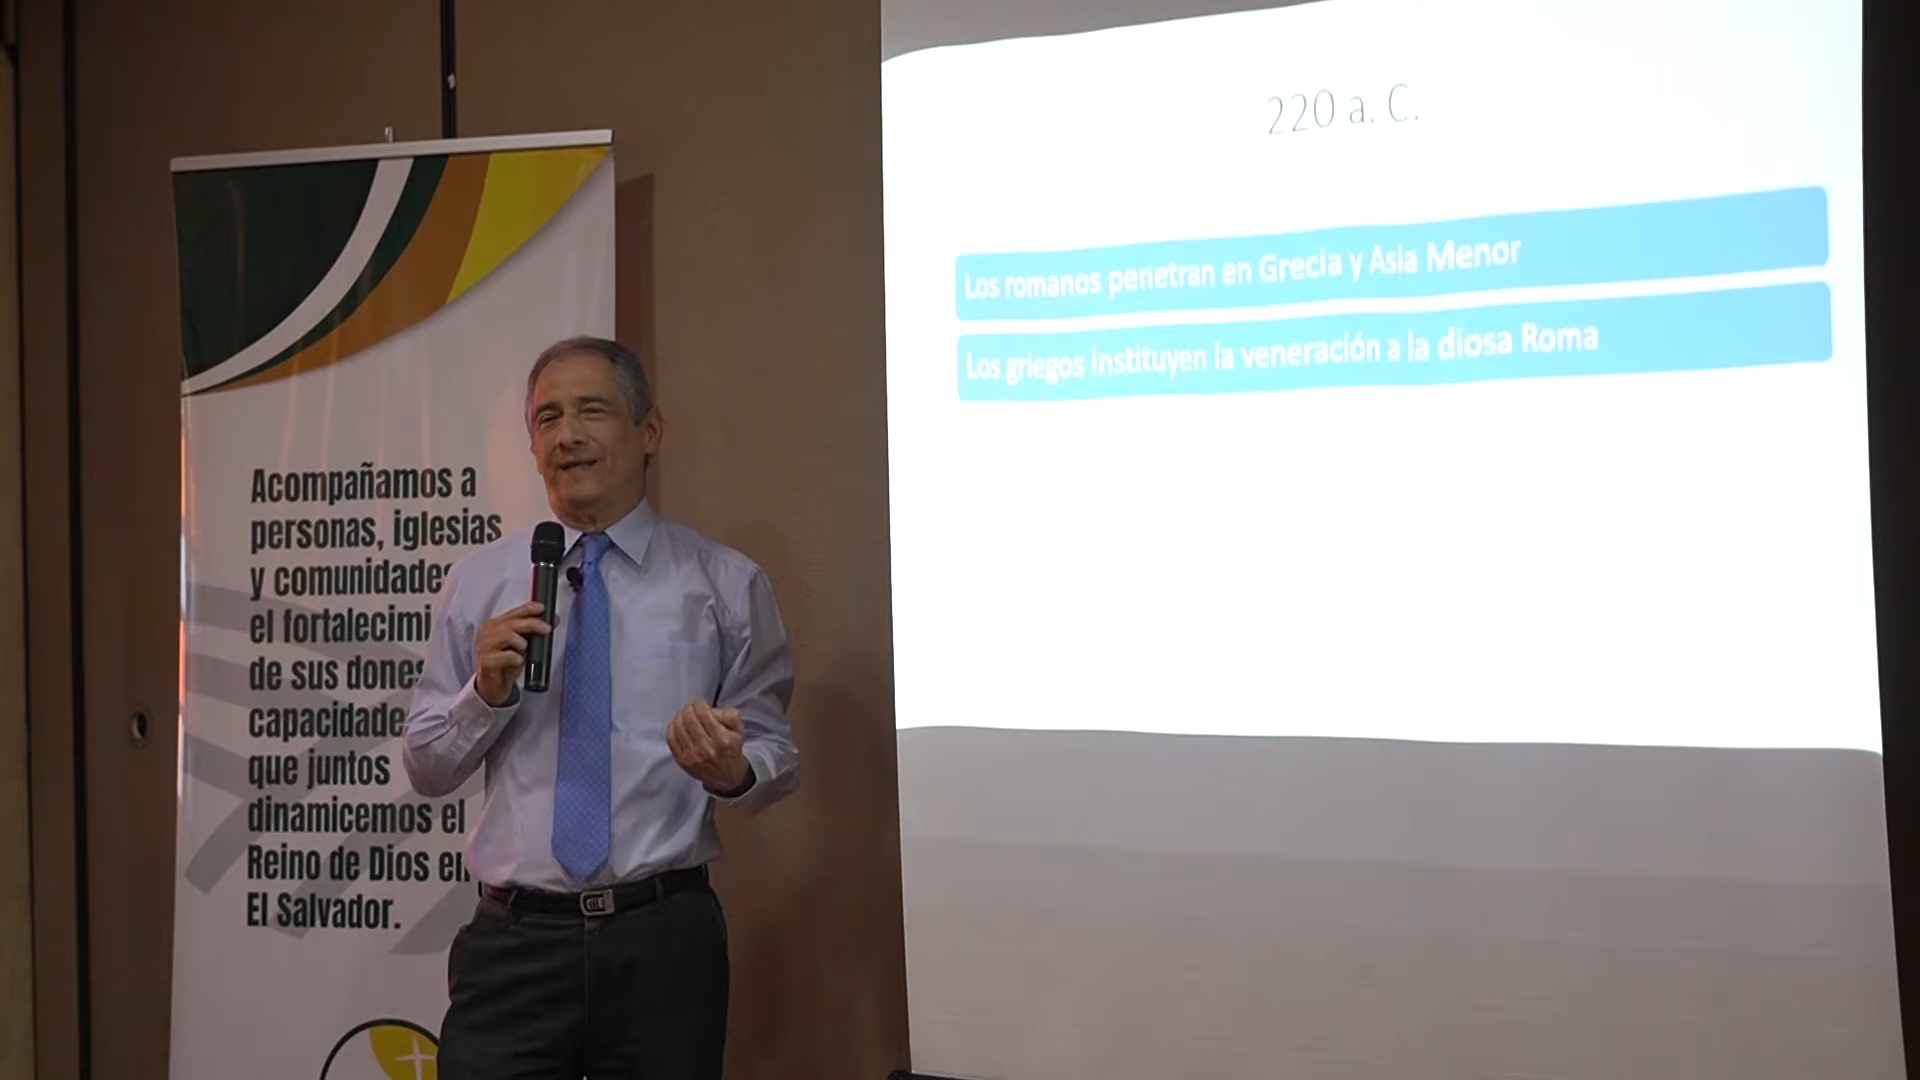 220 a. C.
Los romanos penetran en Grecia y Asia Menor
Los griegos instituyen la veneración a la diosa Roma
Acompañamos a
personas, iglesias
y comunidades
el fortalecimi
de sus dones
capacidade
que juntos
dinamicemos el
Reino de Dios en
El Salvador.